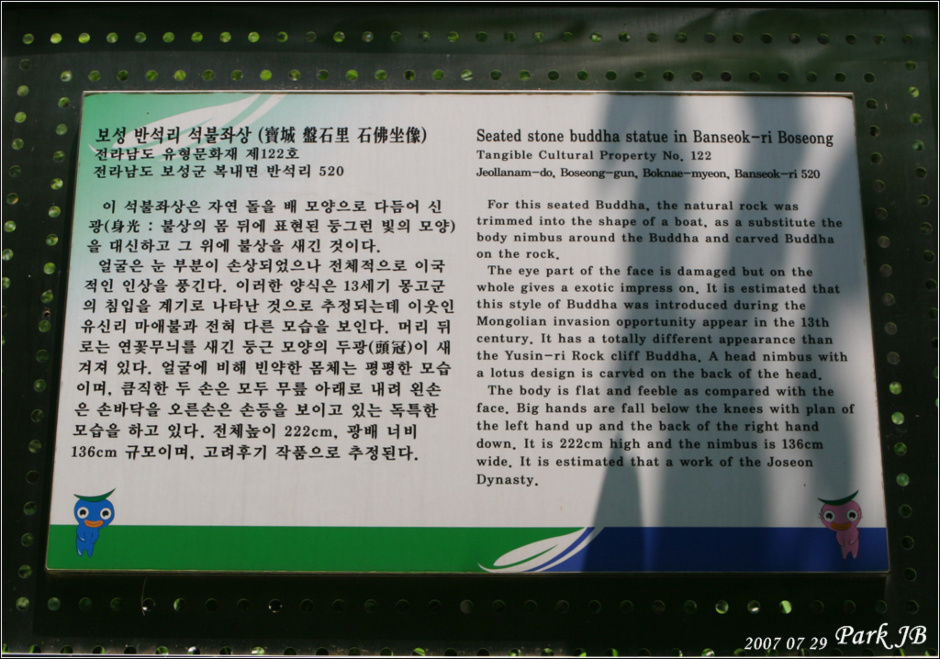 보성 반석리 석불좌상 (寶城 盤石里 石佛坐像)
전라남도 유형문화재 제122호
전라남도 보성군 복내면 반석리 520
이 석불좌상은 자연 돌을 배 모양으로 다듬어 신
광(身光 : 불상의 몸 뒤에 표현된 둥그런 빛의 모양)
을 대신하고 그 위에 불상을 새긴 것이다.
얼굴은 눈 부분이 손상되었으나 전체적으로 이국
적인 인상을 풍긴다. 이러한 양식은 13세기 몽고군
의 침입을 계기로 나타난 것으로 추정되는데 이웃인
유신리 마애불과 전혀 다른 모습을 보인다. 머리 뒤
로는 연꽃무늬를 새긴 둥근 모양의 두광(頭冠)이 새
겨져 있다. 얼굴에 비해 빈약한 몸체는 평평한 모습
이며, 큼직한 두 손은 모두 무릎 아래로 내려 왼손
은 손바닥을 오른손은 손등을 보이고 있는 독특한
모습을 하고 있다. 전체높이 222cm, 광배 너비
136cm 규모이며, 고려후기 작품으로 추정된다.
Seated stone buddha statue in Banseok-ri Boseong
Tangible Cultural Property No. 122
Jeollanam-do, Boseong-gun, Boknae-myeon, Banseok-ri 520
For this seated Buddha, the natural rock was
trimmed into the shape of a boat, as a substitute the
body nimbus around the Buddha and carved Buddha
on the rock.
The eye part of the face is damaged but on the
whole gives a exotic impress on. It is estimated that
this style of Buddha was introduced during the
Mongolian invasion opportunity appear in the 13th
century. It has a totally different appearance than
the Yusin-ri Rock cliff Buddha. A head nimbus with
a lotus design is carved on the back of the head.
The body is flat and feeble as compared with the
face. Big hands are fall below the knees with plan of
the left hand up and the back of the right hand
down. It is 222cm high and the nimbus is 136cm
wide. It is estimated that a work of the Joseon
Dynasty.
2007 07 29 Park JB